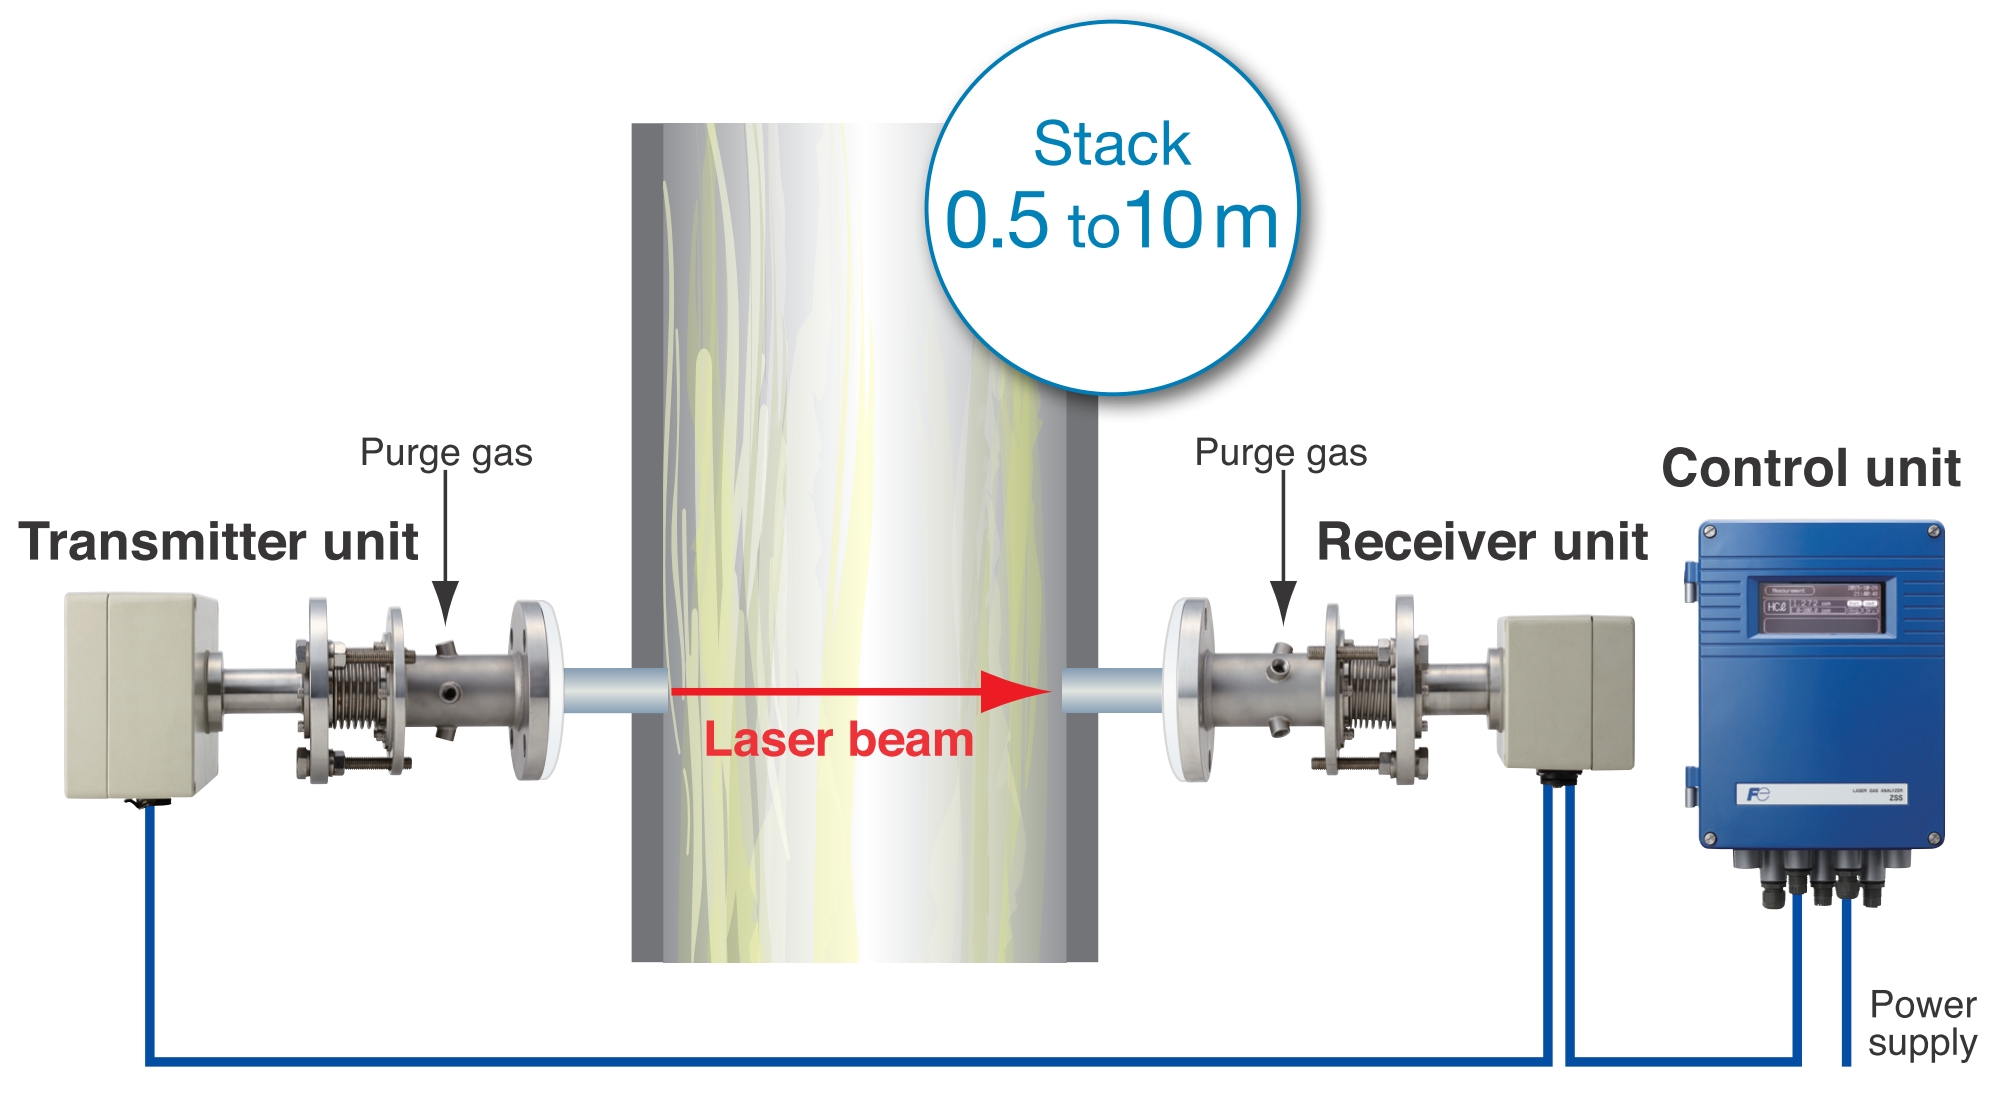 Stack
0.5 to 10 m
Purge gas
Purge gas
Control unit
Transmitter unit
Receiver unit
Measurement
HCℓ
Laser beam
Fe
LASER GAS ANALYZER
ZSS
Power
supply